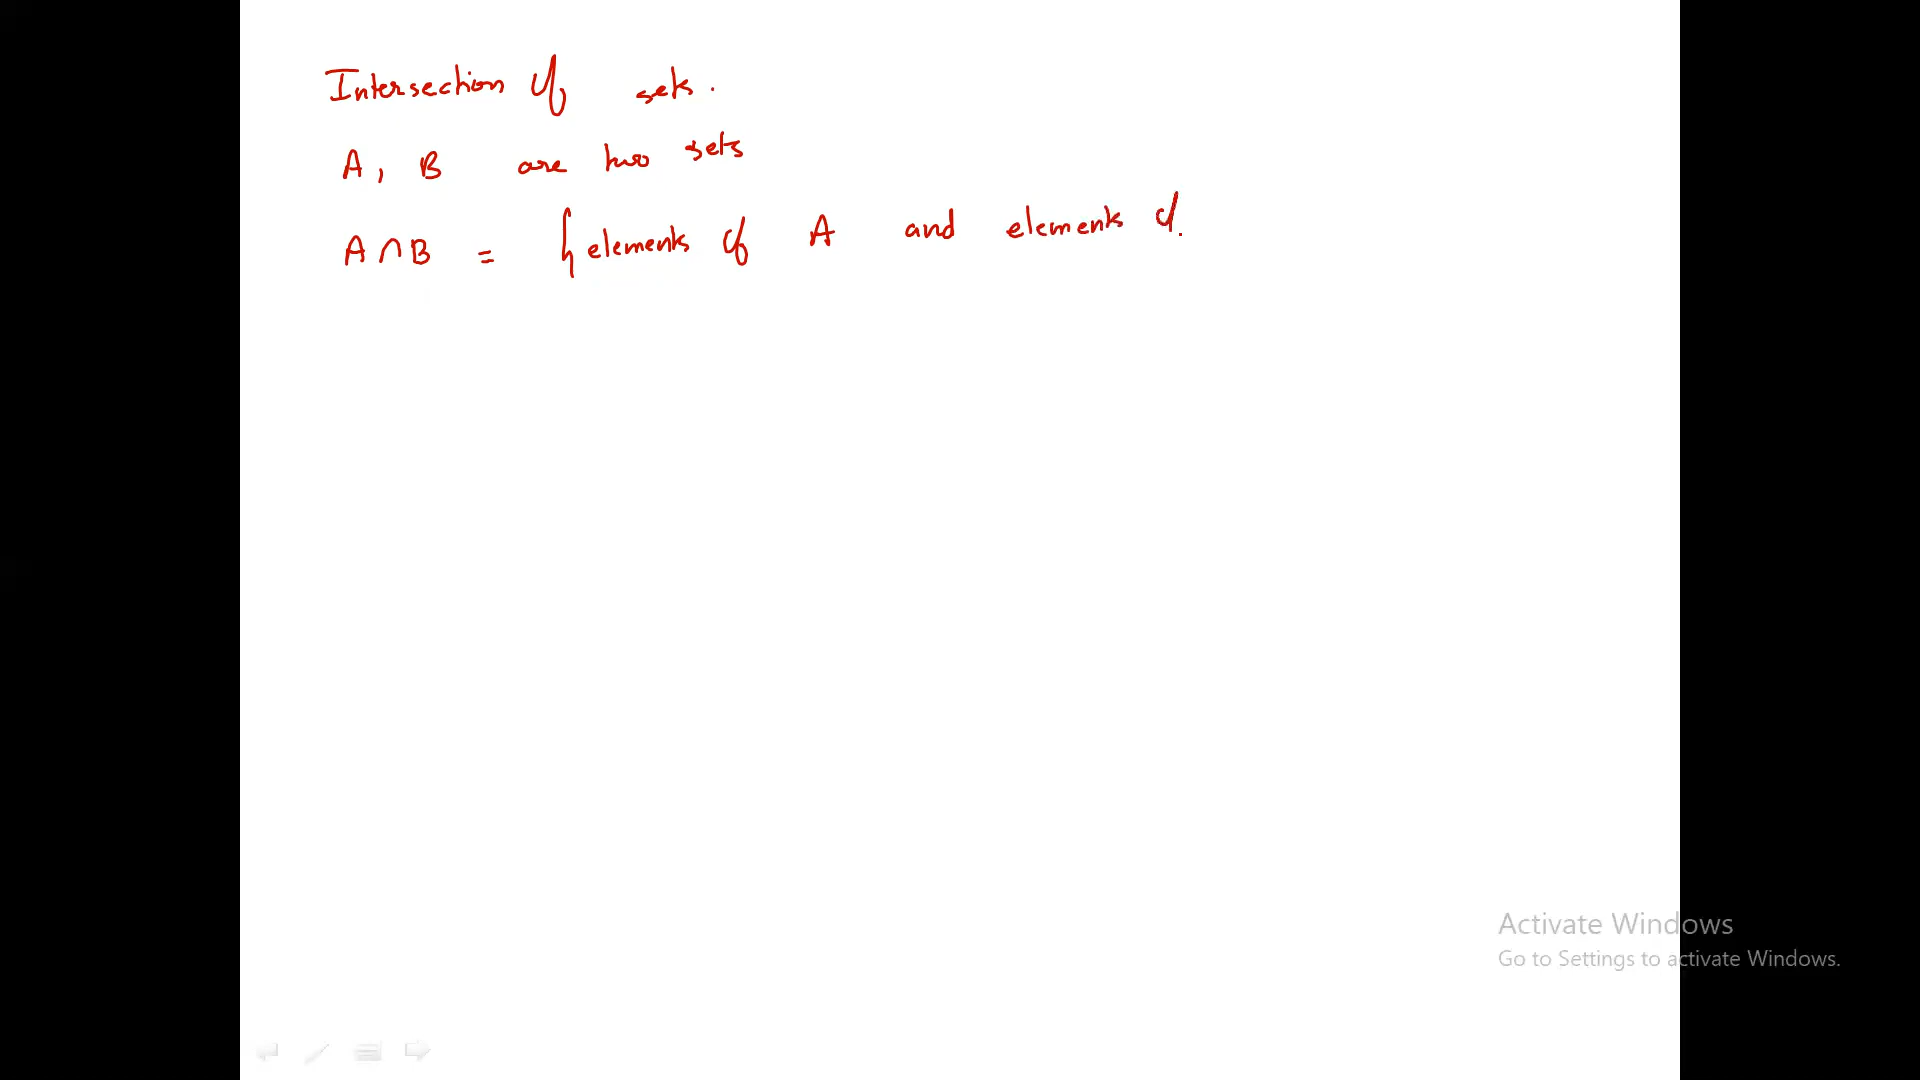 Intersection of sets.
A, B are two sets
A ∩ B = { elements of A and elements of
Activate Windows
Go to Settings to activate Windows.